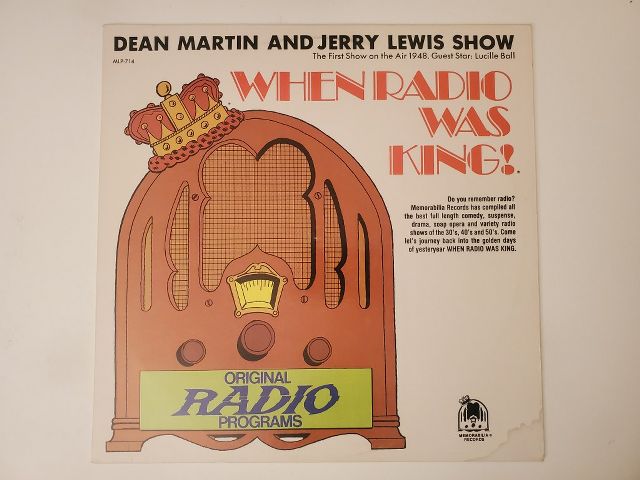 DEAN MARTIN AND JERRY LEWIS SHOW
The First Show on the Air 1948. Guest Star: Lucille Ball
MLP-714
WHEN RADIO
WAS
KING!
Do you remember radio?
Memorabilia Records has compiled all
the best full length comedy, suspense,
drama, soap opera and variety radio
shows of the 30's, 40's and 50's. Come
let's journey back into the golden days
of yesteryear WHEN RADIO WAS KING.
ORIGINAL
RADIO
PROGRAMS
MEMORABILIA
RECORDS